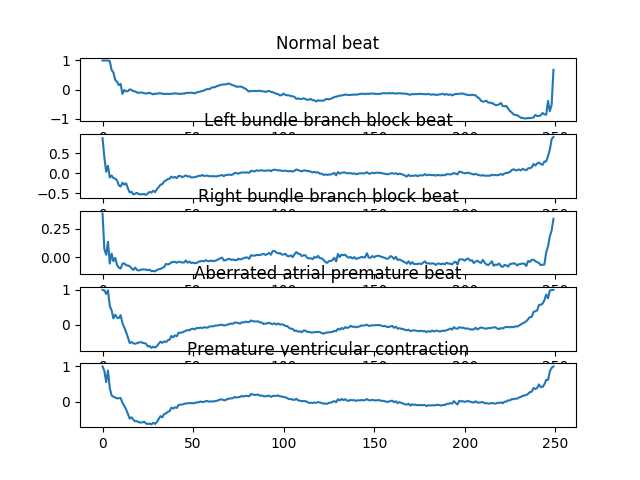 Normal beat
1
0
−1
Left bundle branch block beat
0.5
0.0
−0.5
Right bundle branch block beat
0.25
0.00
Aberrated atrial premature beat
1
0
Premature ventricular contraction
1
0
0 50 100 150 200 250